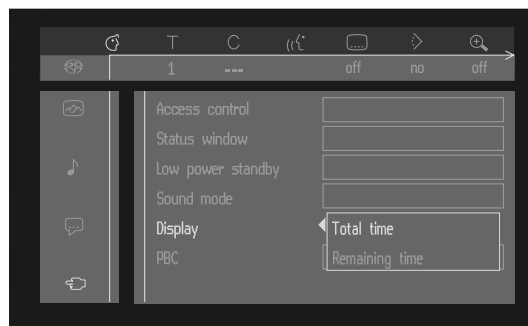 T C
1 --- off no off
Access control
Status window
Low power standby
Sound mode
Display
Total time
PBC
Remaining time